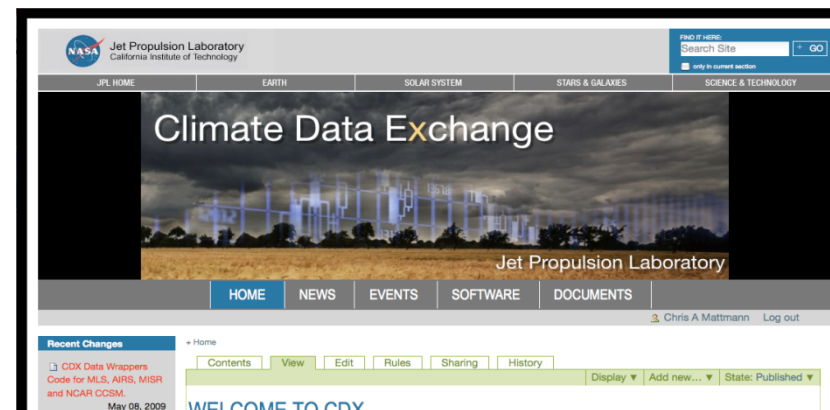 NASA
Jet Propulsion Laboratory
California Institute of Technology
FIND IT HERE:
Search Site
+ GO
only in current section
JPL HOME
EARTH
SOLAR SYSTEM
STARS & GALAXIES
SCIENCE & TECHNOLOGY
Climate Data Exchange
Jet Propulsion Laboratory
HOME
NEWS
EVENTS
SOFTWARE
DOCUMENTS
Chris A Mattmann Log out
Recent Changes
+ Home
CDX Data Wrappers
Code for MLS, AIRS, MISR
and NCAR CCSM.
May 08, 2009
Contents
View
Edit
Rules
Sharing
History
Display ▼
Add new... ▼
State: Published ▼
WELCOME TO CDX